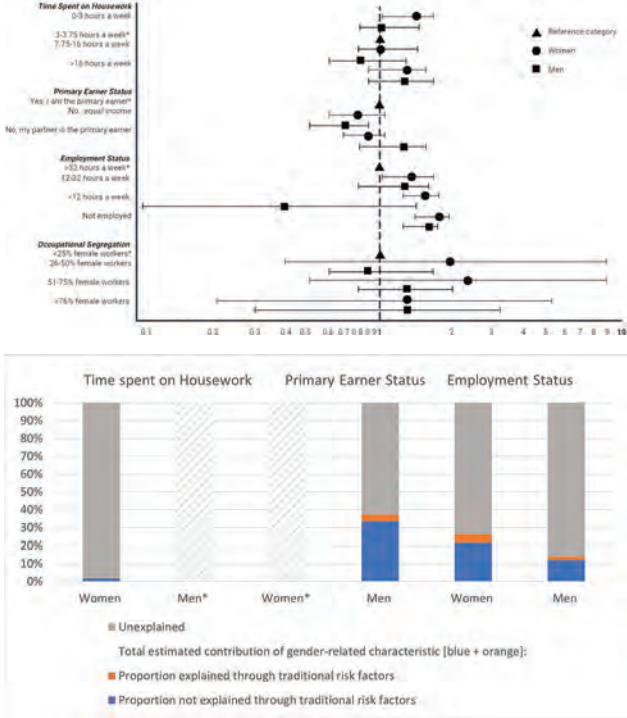 Time Spent on Housework
0-3 hours a week
3-3.75 hours a week*
7.75-16 hours a week
>16 hours a week
Primary Earner Status
Yes, I am the primary earner*
No, equal income
No, my partner is the primary earner
Employment Status
>32 hours a week*
12-32 hours a week
<12 hours a week
Not employed
Occupational Segregation
<25% female workers*
26-50% female workers
51-75% female workers
>76% female workers
Reference category
Women
Men
0.1 0.2 0.3 0.4 0.5 0.6 0.7 0.8 0.9 1 2 3 4 5 6 7 8 9 10
Time spent on Housework Primary Earner Status Employment Status
100%
90%
80%
70%
60%
50%
40%
30%
20%
10%
0%
Women Men* Women* Men Women Men
Unexplained
Total estimated contribution of gender-related characteristic [blue + orange]:
Proportion explained through traditional risk factors
Proportion not explained through traditional risk factors